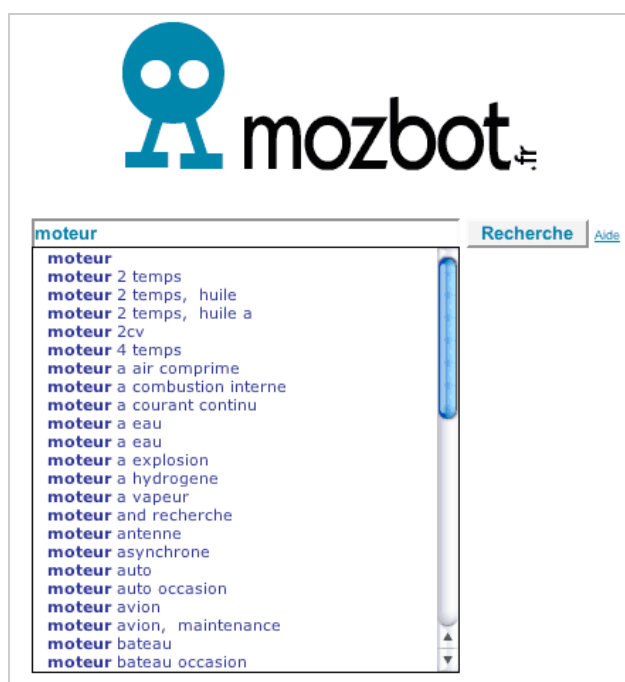 mozbot.fr
moteur Recherche Aide
moteur
moteur 2 temps
moteur 2 temps, huile
moteur 2 temps, huile a
moteur 2cv
moteur 4 temps
moteur a air comprime
moteur a combustion interne
moteur a courant continu
moteur a eau
moteur a eau
moteur a explosion
moteur a hydrogene
moteur a vapeur
moteur and recherche
moteur antenne
moteur asynchrone
moteur auto
moteur auto occasion
moteur avion
moteur avion, maintenance
moteur bateau
moteur bateau occasion